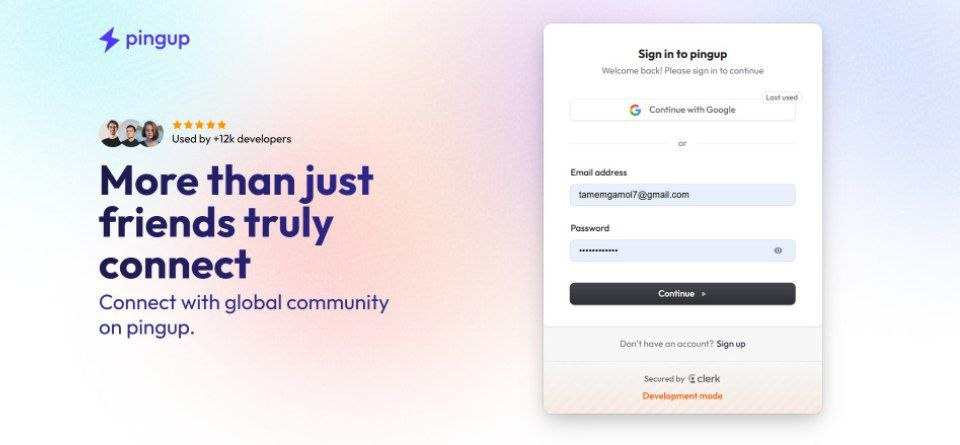 pingup
Used by +12k developers
More than just
friends truly
connect
Connect with global community
on pingup.
Sign in to pingup
Welcome back! Please sign in to continue
Last used
Continue with Google
or
Email address
tamemgamol7@gmail.com
Password
••••••••••••
Continue
Don't have an account? Sign up
Secured by clerk
Development mode